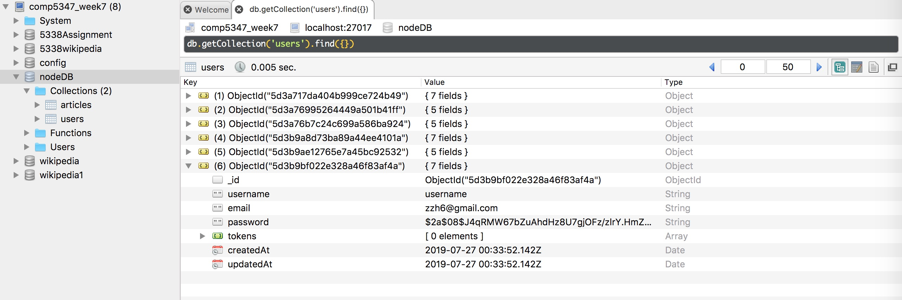 comp5347_week7 (8)
System
5338Assignment
5338wikipedia
config
nodeDB
Collections (2)
articles
users
Functions
Users
wikipedia
wikipedia1
Welcome
db.getCollection('users').find({})
comp5347_week7
localhost:27017
nodeDB
db.getCollection('users').find({})
users
0.005 sec.
0
50
Key Value Type
(1) ObjectId("5d3a717da404b999ce724b49") { 7 fields } Object
(2) ObjectId("5d3a76995264449a501b41ff") { 5 fields } Object
(3) ObjectId("5d3a76b7c24c699a586ba924") { 5 fields } Object
(4) ObjectId("5d3b9a8d73ba89a44ee4101a") { 7 fields } Object
(5) ObjectId("5d3b9ae12765e7a45bc92532") { 5 fields } Object
(6) ObjectId("5d3b9bf022e328a46f83af4a") { 7 fields } Object
_id ObjectId("5d3b9bf022e328a46f83af4a") ObjectId
username username String
email zzh6@gmail.com String
password $2a$08$J4qRMW67bZuAhdHz8U7gjOFz/zIrY.HmZ... String
tokens [ 0 elements ] Array
createdAt 2019-07-27 00:33:52.142Z Date
updatedAt 2019-07-27 00:33:52.142Z Date